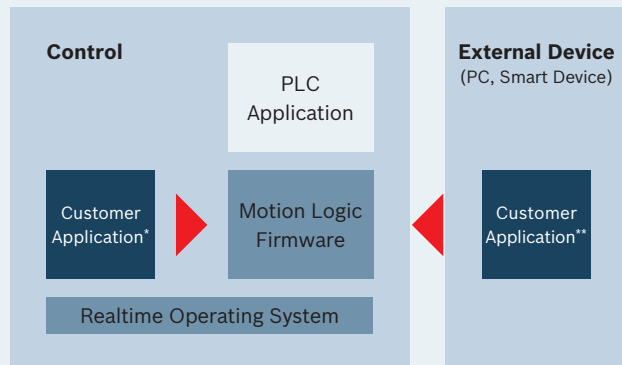 Control
PLC
Application
Customer
Application*
Motion Logic
Firmware
Realtime Operating System
External Device
(PC, Smart Device)
Customer
Application**